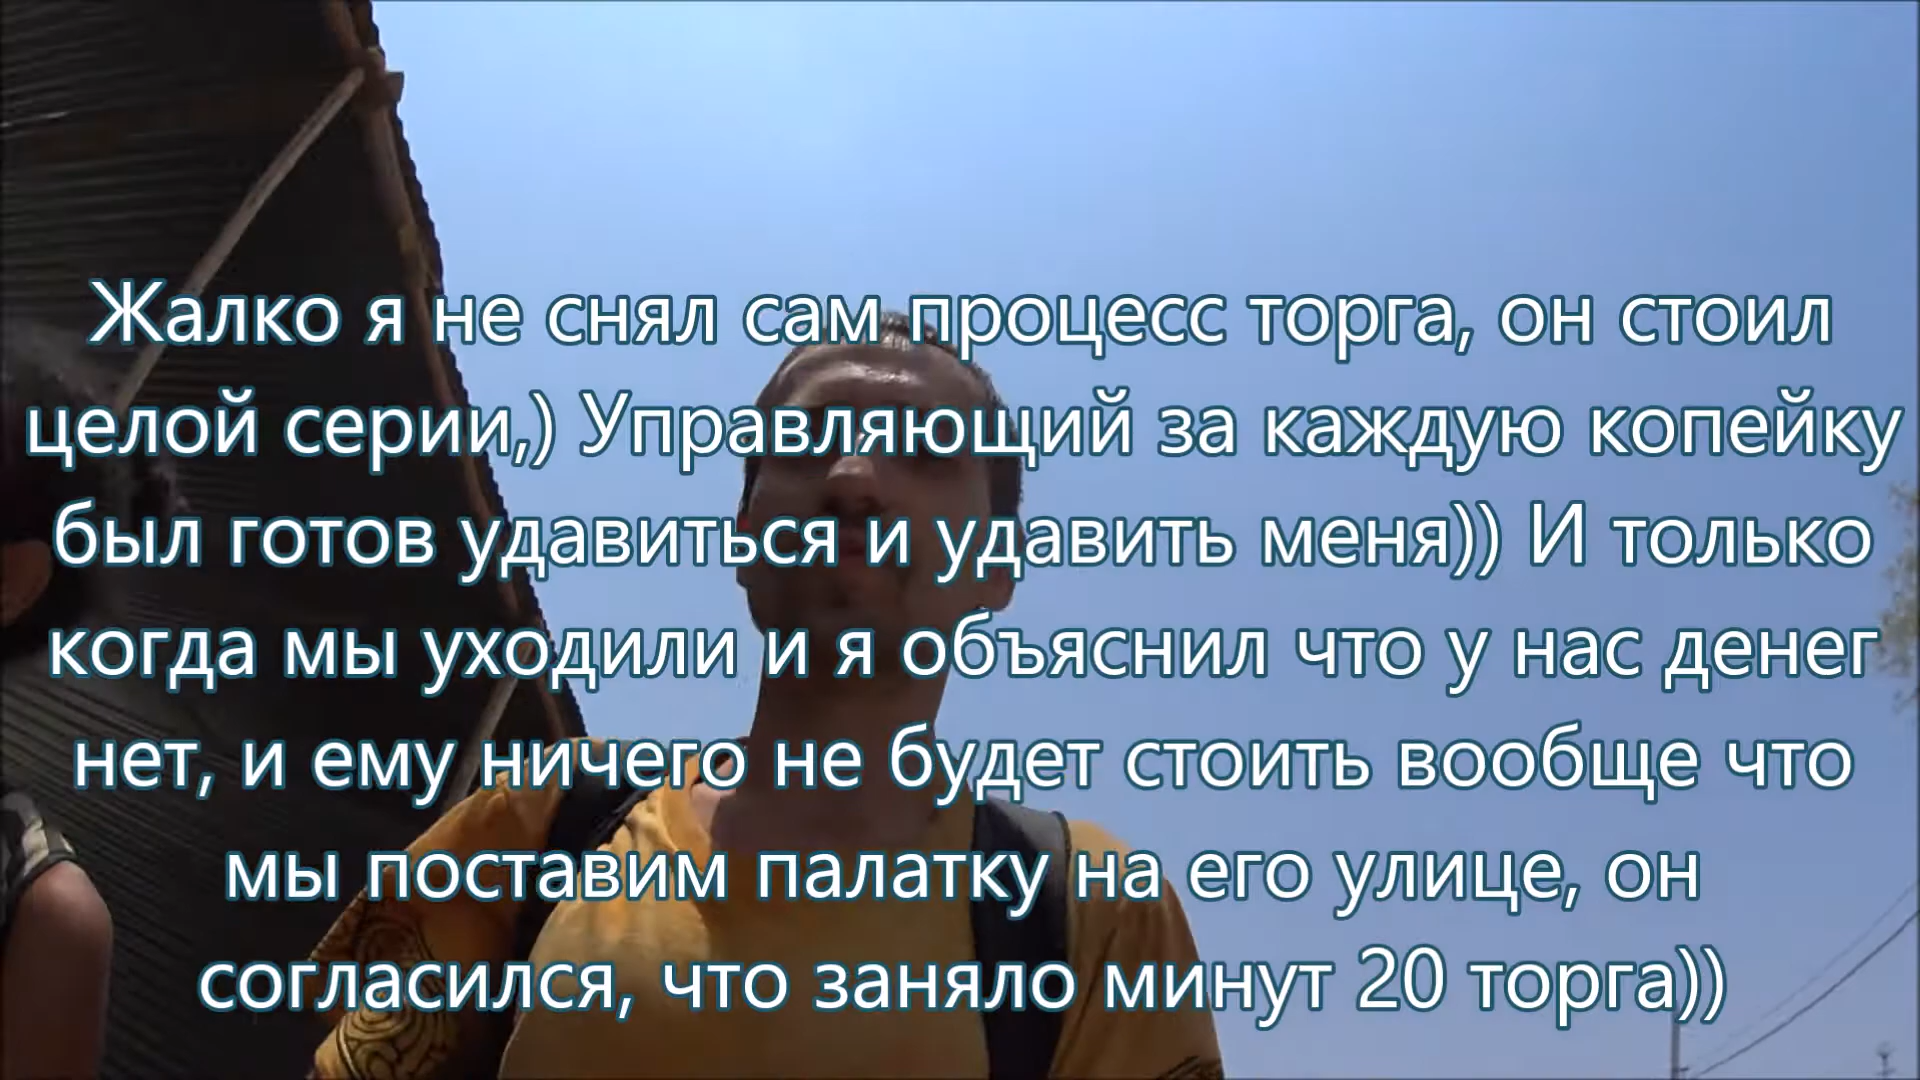 Жалко я не снял сам процесс торга, он стоил
целой серии,) Управляющий за каждую копейку
был готов удавиться и удавить меня)) И только
когда мы уходили и я объяснил что у нас денег
нет, и ему ничего не будет стоить вообще что
мы поставим палатку на его улице, он
согласился, что заняло минут 20 торга))